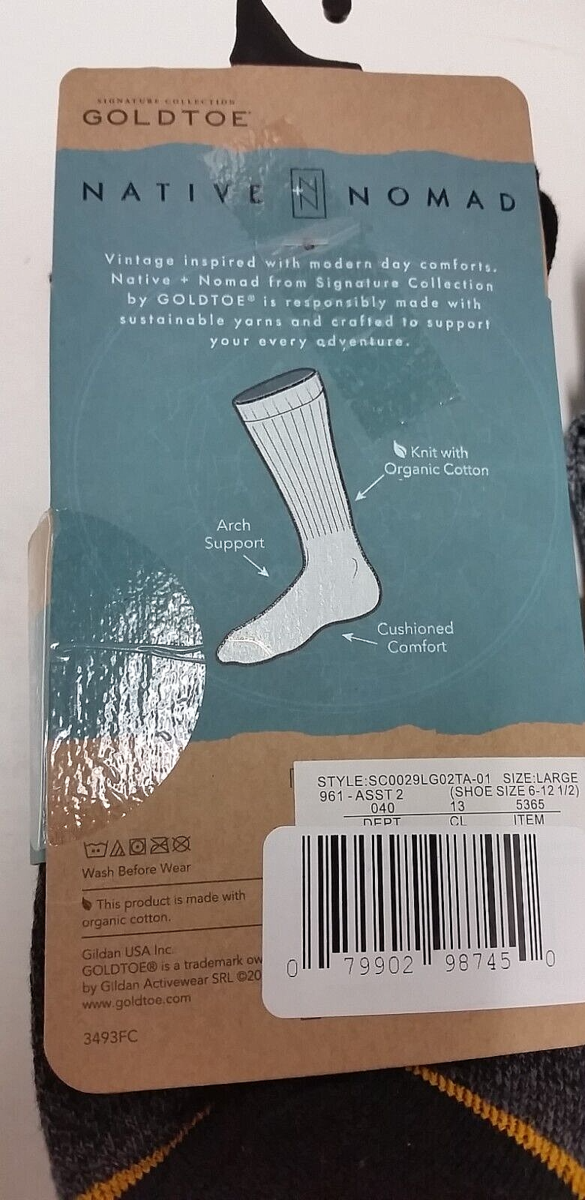 SIGNATURE COLLECTION
GOLDTOE®
NATIVE N NOMAD
Vintage inspired with modern day comforts.
Native + Nomad from Signature Collection
by GOLDTOE® is responsibly made with
sustainable yarns and crafted to support
your every adventure.
Knit with
Organic Cotton
Arch
Support
Cushioned
Comfort
STYLE:SC0029LG02TA-01 SIZE:LARGE
961 - ASST 2 (SHOE SIZE 6-12 1/2)
040 13 5365
DEPT CL ITEM
Wash Before Wear
This product is made with
organic cotton.
Gildan USA Inc.
GOLDTOE® is a trademark ow
by Gildan Activewear SRL ©20
www.goldtoe.com
3493FC
0 79902 98745 0